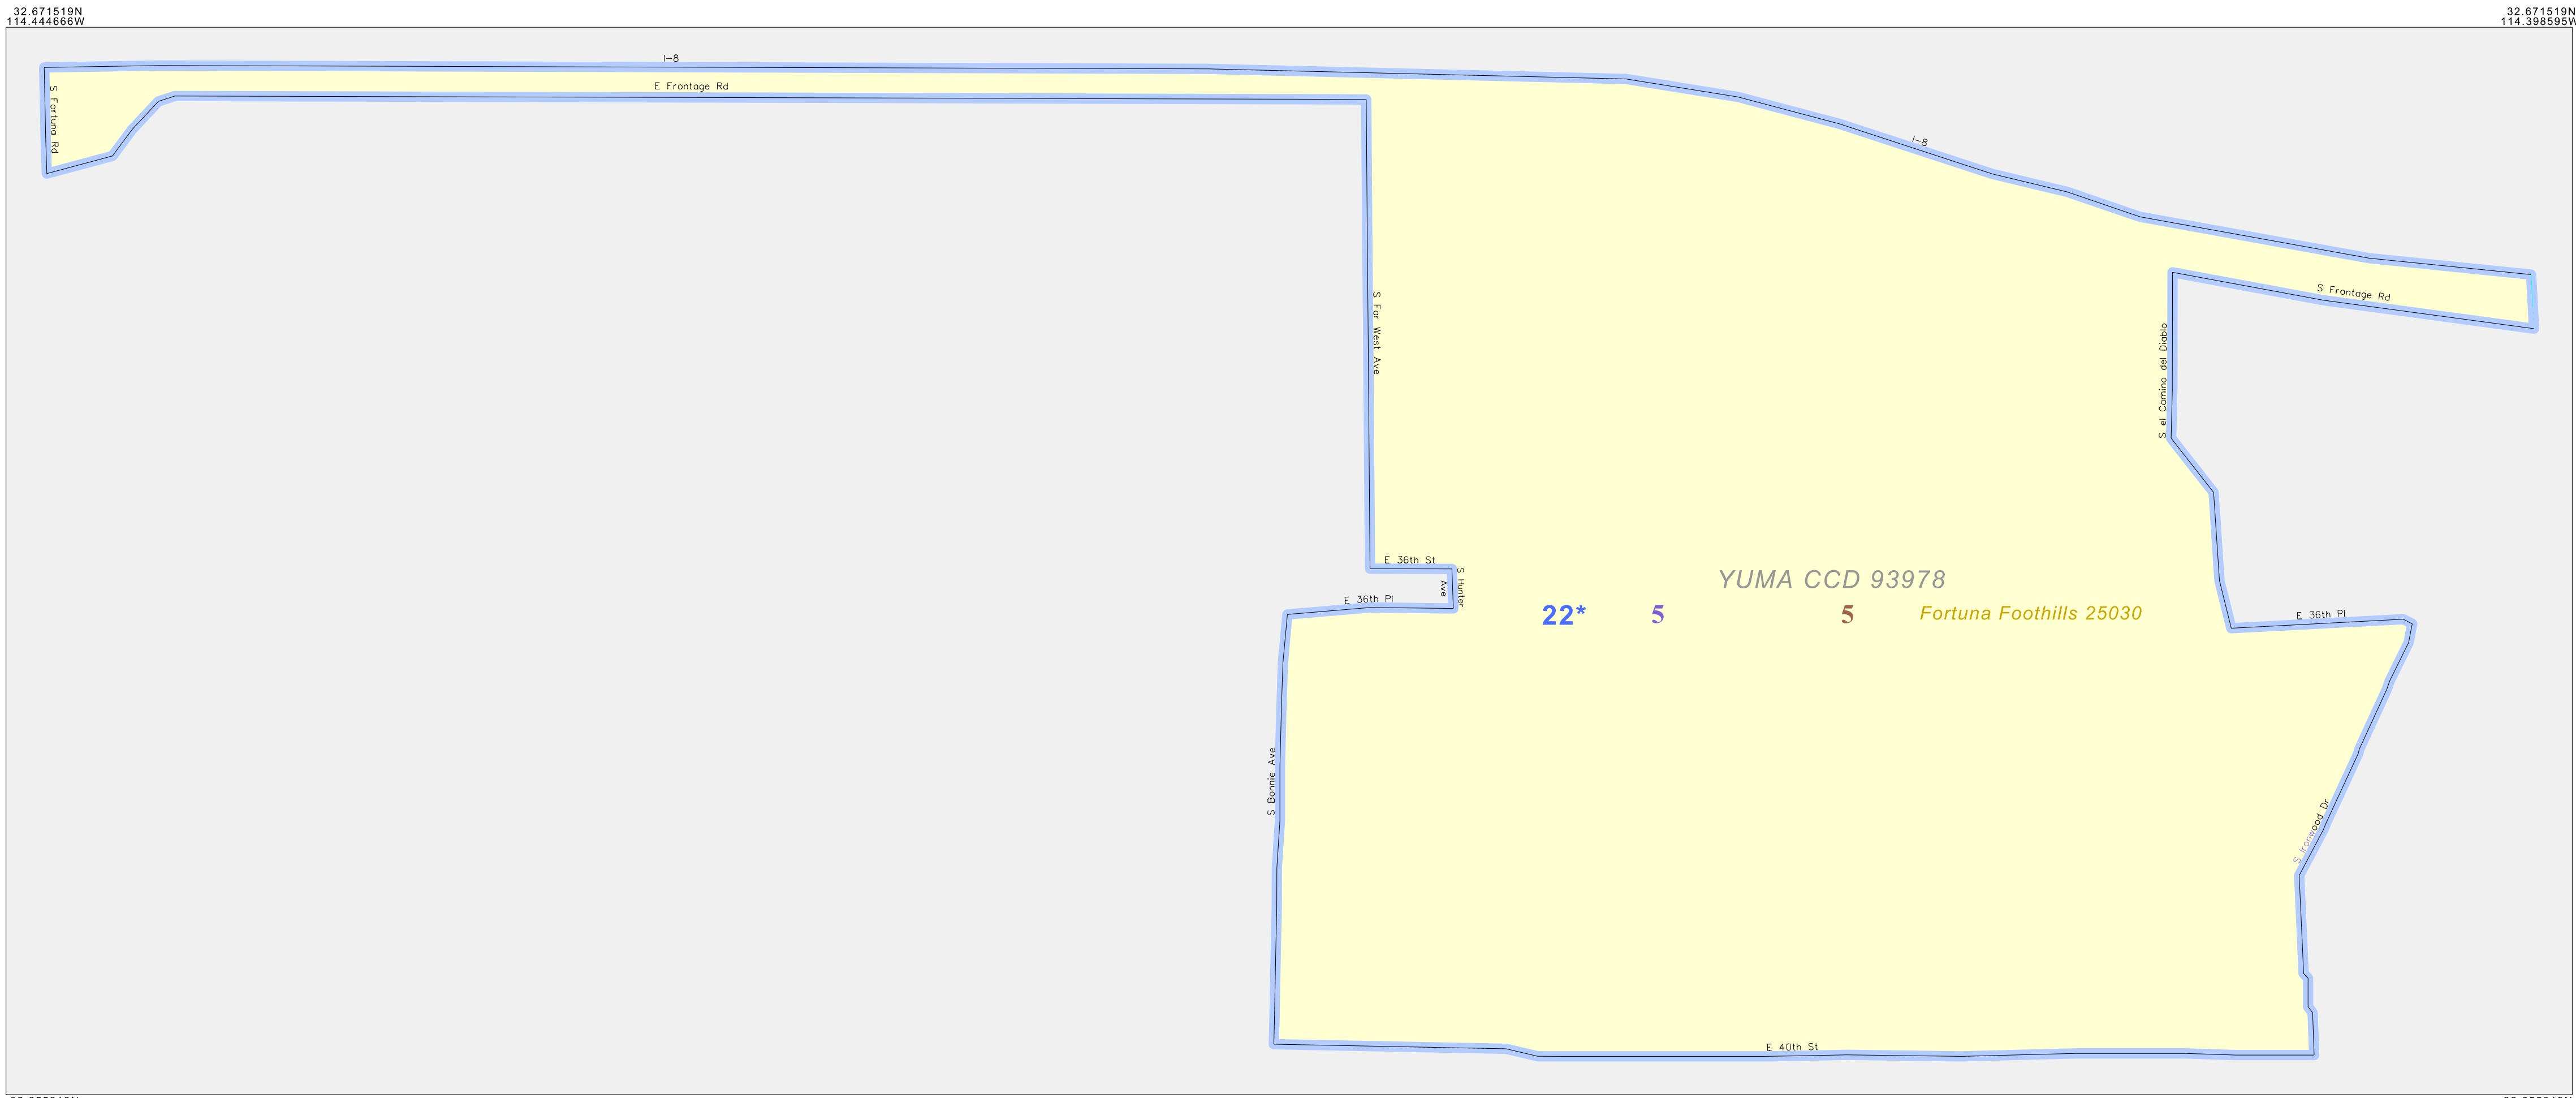 32.671519N
114.444666W
32.671519N
114.398595W
I-8
E Frontage Rd
S Fortuna Rd
I-8
S Frontage Rd
S Far West Ave
S el Camino del Diablo
E 36th St
S Hunter
Ave
E 36th Pl
YUMA CCD 93978
22* 5 5 Fortuna Foothills 25030
E 36th Pl
S Bonnie Ave
S Ironwood Dr
E 40th St